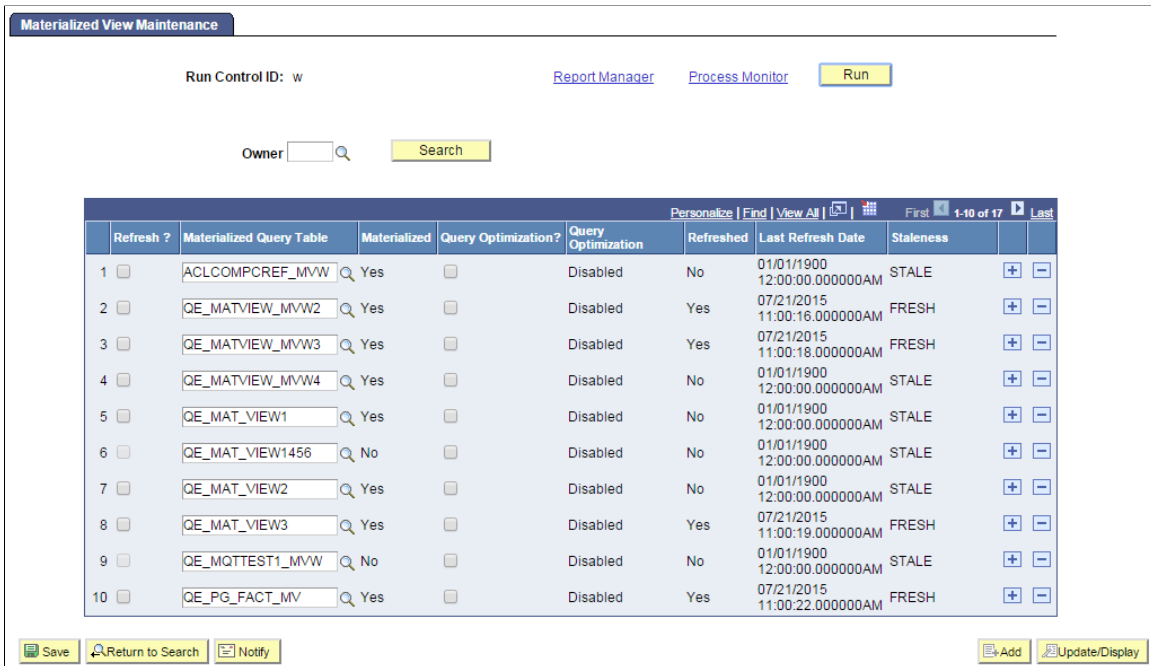 Materialized View Maintenance
Run Control ID: w Report Manager Process Monitor Run
Owner Search
Personalize | Find | View All | | First 1-10 of 17 Last
Refresh ? Materialized Query Table Materialized Query Optimization? Query Optimization Refreshed Last Refresh Date Staleness
1 ACLCOMPCREF_MVW Yes Disabled No 01/01/1900 12:00:00.000000AM STALE
2 QE_MATVIEW_MVW2 Yes Disabled Yes 07/21/2015 11:00:16.000000AM FRESH
3 QE_MATVIEW_MVW3 Yes Disabled Yes 07/21/2015 11:00:18.000000AM FRESH
4 QE_MATVIEW_MVW4 Yes Disabled No 01/01/1900 12:00:00.000000AM STALE
5 QE_MAT_VIEW1 Yes Disabled No 01/01/1900 12:00:00.000000AM STALE
6 QE_MAT_VIEW1456 No Disabled No 01/01/1900 12:00:00.000000AM STALE
7 QE_MAT_VIEW2 Yes Disabled No 01/01/1900 12:00:00.000000AM STALE
8 QE_MAT_VIEW3 Yes Disabled Yes 07/21/2015 11:00:19.000000AM FRESH
9 QE_MQTTEST1_MVW No Disabled No 01/01/1900 12:00:00.000000AM STALE
10 QE_PG_FACT_MV Yes Disabled Yes 07/21/2015 11:00:22.000000AM FRESH
Save Return to Search Notify Add Update/Display